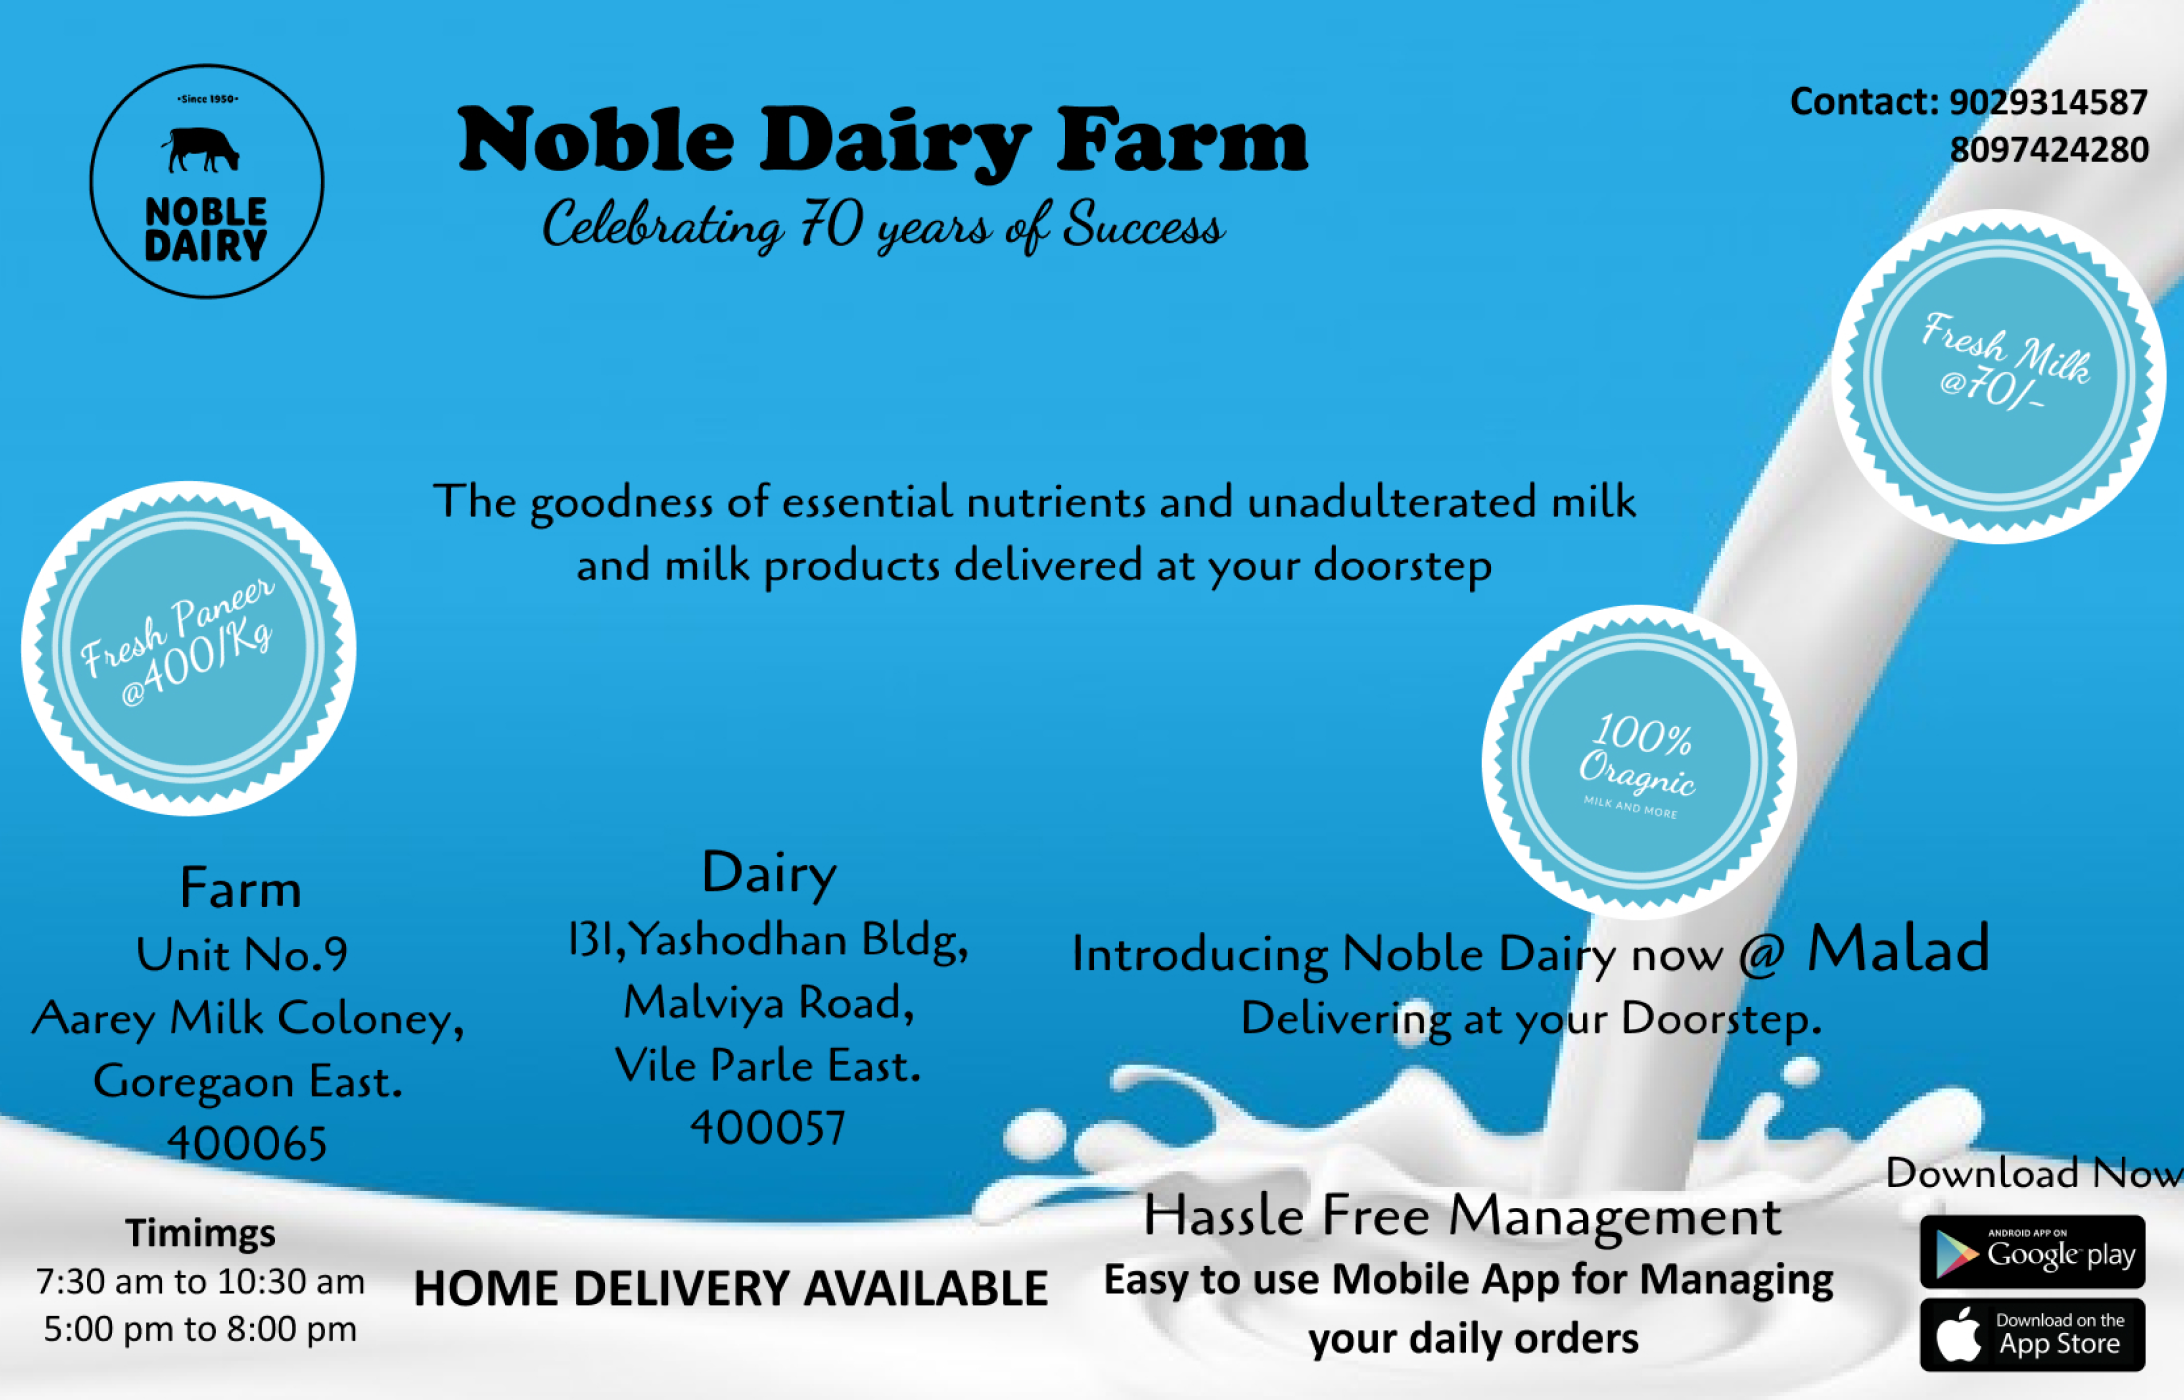 ·Since 1950·
NOBLE
DAIRY
Noble Dairy Farm
Celebrating 70 years of Success
Contact: 9029314587
8097424280
Fresh Milk
@70/-
The goodness of essential nutrients and unadulterated milk
and milk products delivered at your doorstep
Fresh Paneer
@400/Kg
100%
Oragnic
MILK AND MORE
Farm
Unit No.9
Aarey Milk Coloney,
Goregaon East.
400065
Dairy
131,Yashodhan Bldg,
Malviya Road,
Vile Parle East.
400057
Introducing Noble Dairy now @ Malad
Delivering at your Doorstep.
Timimgs
7:30 am to 10:30 am
5:00 pm to 8:00 pm
HOME DELIVERY AVAILABLE
Hassle Free Management
Easy to use Mobile App for Managing
your daily orders
Download Now
ANDROID APP ON
Google play
Download on the
App Store